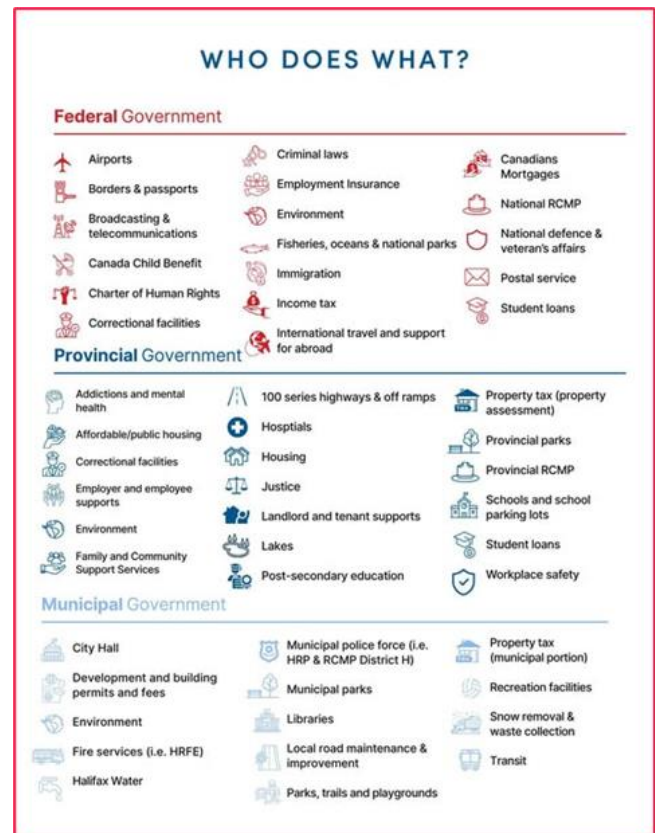 WHO DOES WHAT?
Federal Government
Airports
Borders & passports
Broadcasting &
telecommunications
Canada Child Benefit
Charter of Human Rights
Correctional facilities
Criminal laws
Employment Insurance
Environment
Fisheries, oceans & national parks
Immigration
Income tax
International travel and support
for abroad
Canadians
Mortgages
National RCMP
National defence &
veteran's affairs
Postal service
Student loans
Provincial Government
Addictions and mental
health
Affordable/public housing
Correctional facilities
Employer and employee
supports
Environment
Family and Community
Support Services
100 series highways & off ramps
Hosptials
Housing
Justice
Landlord and tenant supports
Lakes
Post-secondary education
Property tax (property
assessment)
Provincial parks
Provincial RCMP
Schools and school
parking lots
Student loans
Workplace safety
Municipal Government
City Hall
Development and building
permits and fees
Environment
Fire services (i.e. HRFE)
Halifax Water
Municipal police force (i.e.
HRP & RCMP District H)
Municipal parks
Libraries
Local road maintenance &
improvement
Parks, trails and playgrounds
Property tax
(municipal portion)
Recreation facilities
Snow removal &
waste collection
Transit